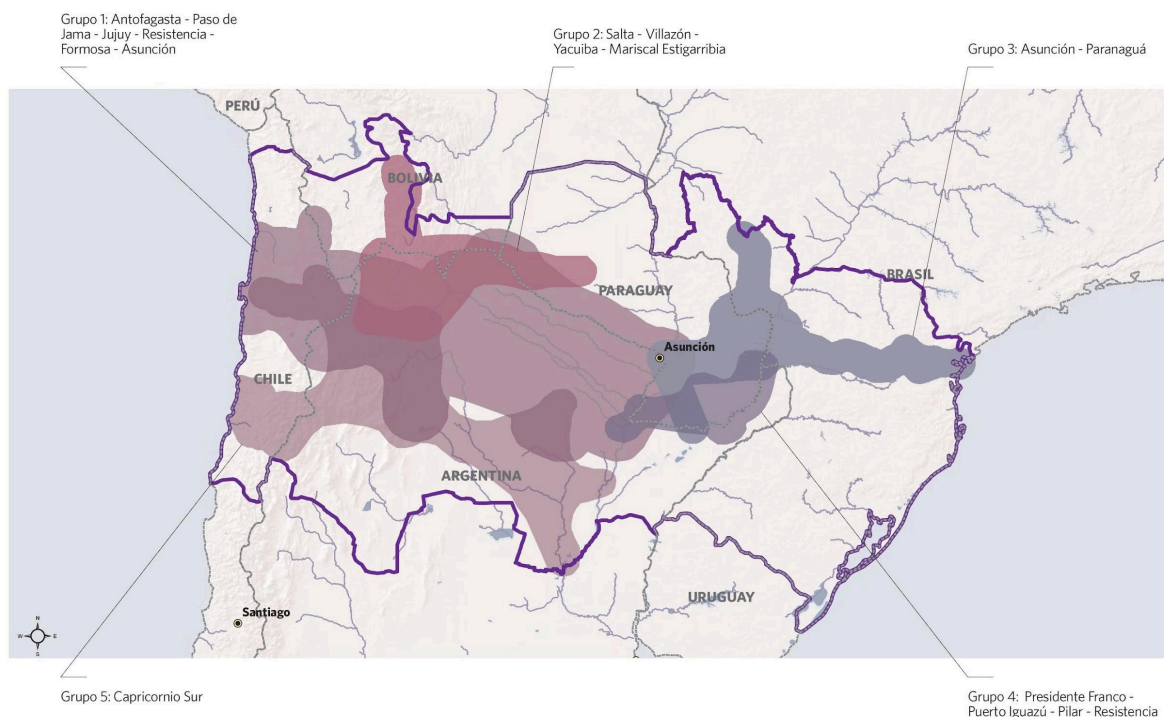 Grupo 1: Antofagasta - Paso de
Jama - Jujuy - Resistencia -
Formosa - Asunción
Grupo 2: Salta - Villazón -
Yacuiba - Mariscal Estigarribia
Grupo 3: Asunción - Paranaguá
PERÚ
BOLIVIA
BRASIL
PARAGUAY
Asunción
CHILE
ARGENTINA
URUGUAY
Santiago
N
W E
S
Grupo 5: Capricornio Sur
Grupo 4: Presidente Franco -
Puerto Iguazú - Pilar - Resistencia